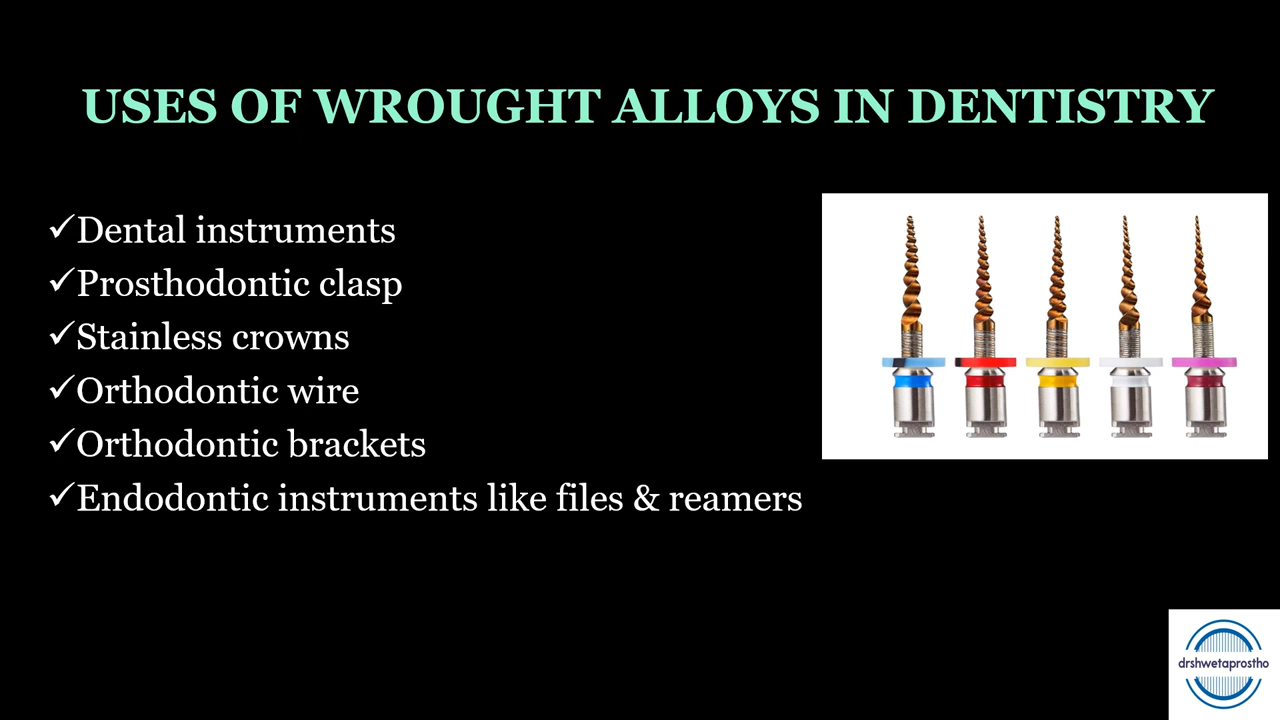 USES OF WROUGHT ALLOYS IN DENTISTRY
✓Dental instruments
✓Prosthodontic clasp
✓Stainless crowns
✓Orthodontic wire
✓Orthodontic brackets
✓Endodontic instruments like files & reamers
drshwetaprostho